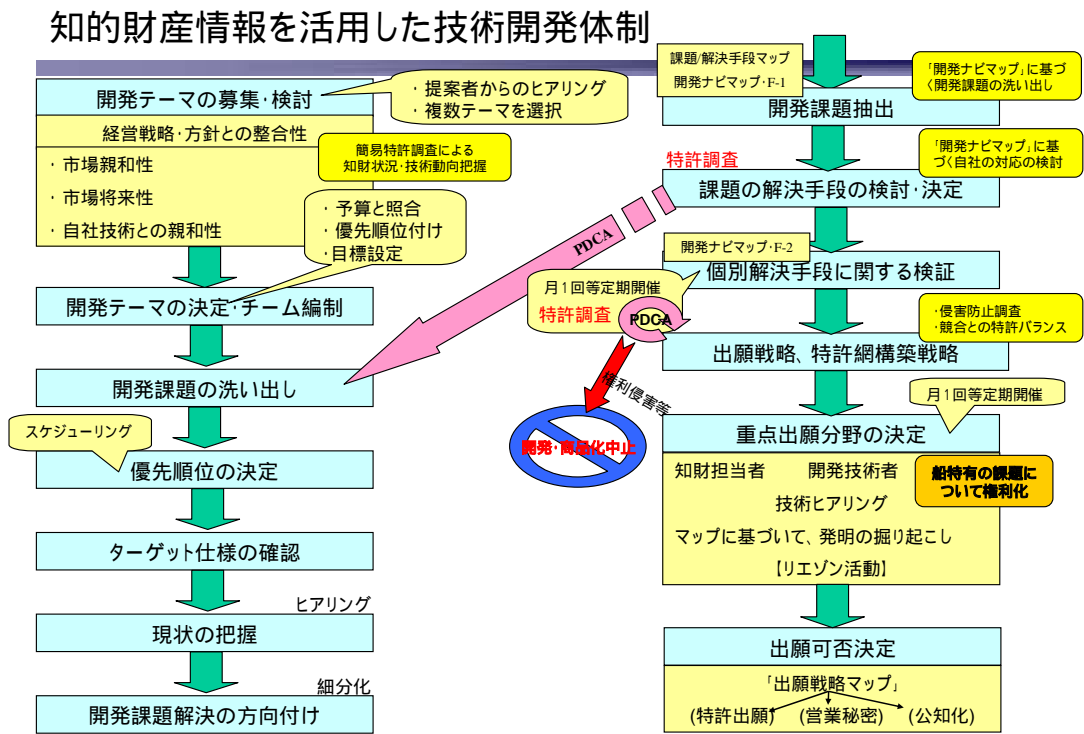 知的財産情報を活用した技術開発体制
開発テーマの募集・検討
・提案者からのヒアリング
・複数テーマを選択
経営戦略・方針との整合性
簡易特許調査による
知財状況・技術動向把握
・市場親和性
・市場将来性
・自社技術との親和性
・予算と照合
・優先順位付け
・目標設定
開発テーマの決定・チーム編制
開発課題の洗い出し
スケジューリング
優先順位の決定
ターゲット仕様の確認
ヒアリング
現状の把握
細分化
開発課題解決の方向付け
課題/解決手段マップ
開発ナビマップ・F-1
「開発ナビマップ」に基づ
く開発課題の洗い出し
開発課題抽出
「開発ナビマップ」に基
づく自社の対応の検討
特許調査
課題の解決手段の検討・決定
PDCA
開発ナビマップ・F-2
個別解決手段に関する検証
月1回等定期開催
特許調査
PDCA
・侵害防止調査
・競合との特許バランス
出願戦略、特許網構築戦略
権利侵害等
開発・商品化中止
月1回等定期開催
重点出願分野の決定
知財担当者 開発技術者
船特有の課題に
ついて権利化
技術ヒアリング
マップに基づいて、発明の掘り起こし
【リエゾン活動】
出願可否決定
「出願戦略マップ」
(特許出願) (営業秘密) (公知化)